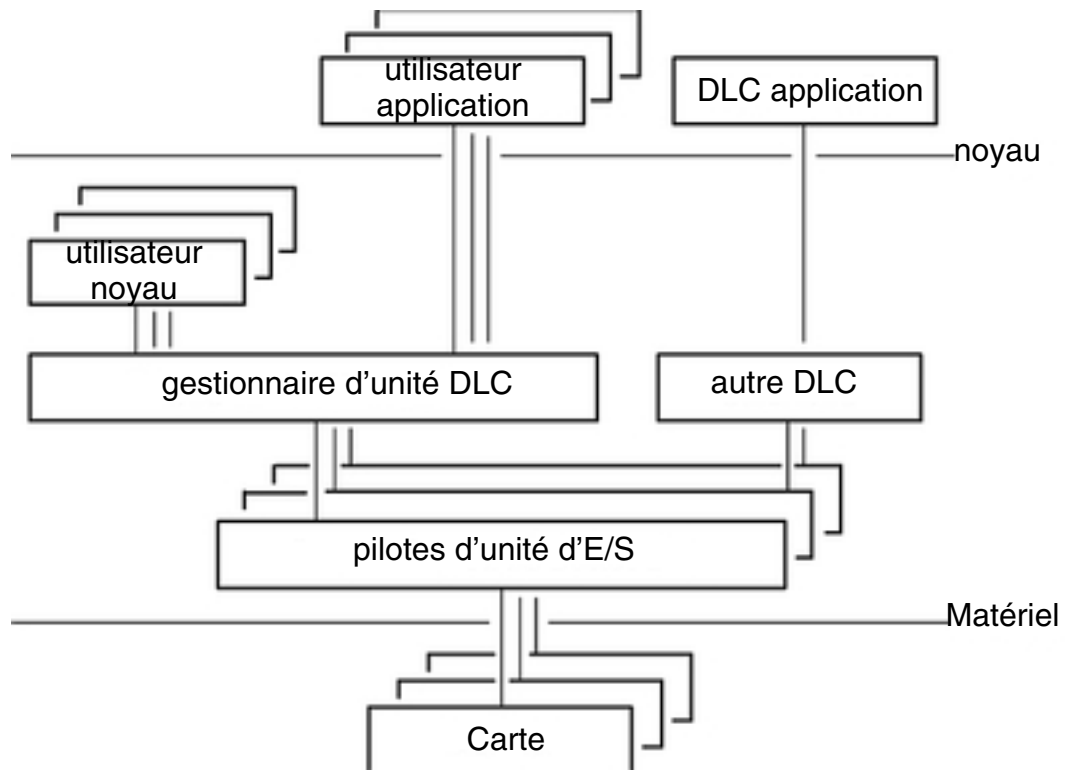 utilisateur
application
DLC application
noyau
utilisateur
noyau
gestionnaire d'unité DLC
autre DLC
pilotes d'unité d'E/S
Matériel
Carte